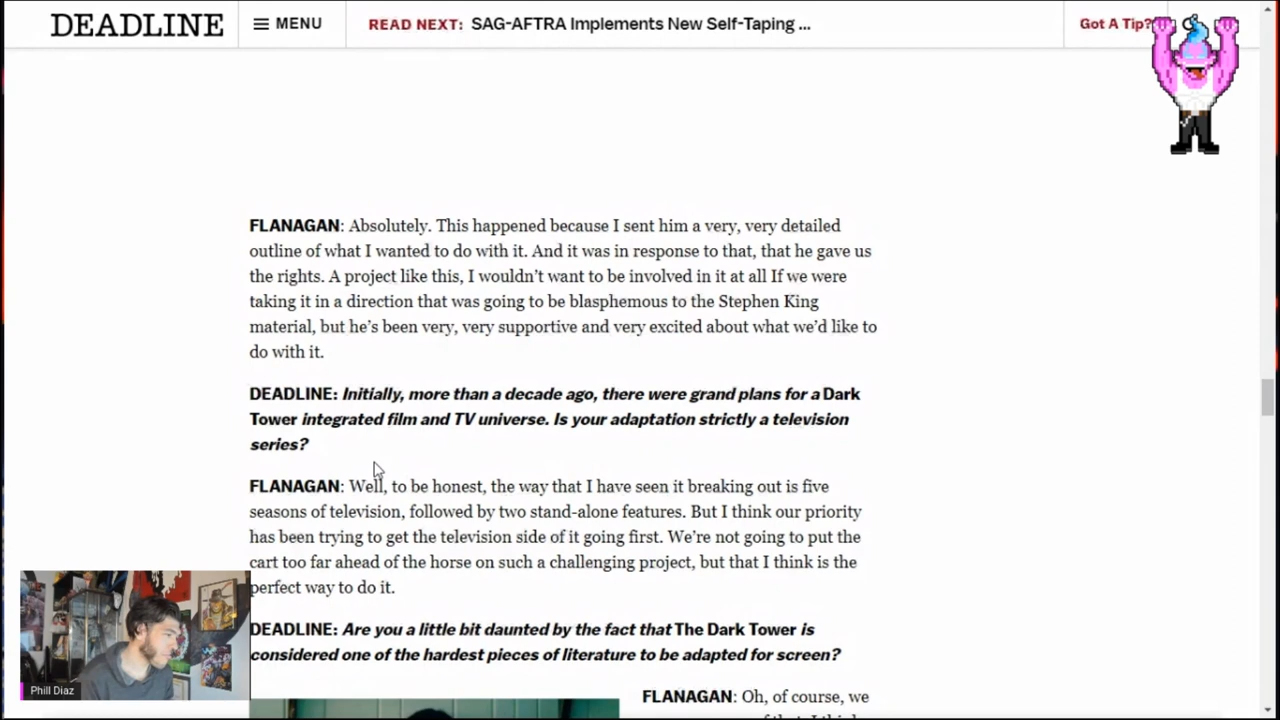 DEADLINE
MENU
READ NEXT: SAG-AFTRA Implements New Self-Taping ...
Got A Tip?
FLANAGAN: Absolutely. This happened because I sent him a very, very detailed
outline of what I wanted to do with it. And it was in response to that, that he gave us
the rights. A project like this, I wouldn't want to be involved in it at all If we were
taking it in a direction that was going to be blasphemous to the Stephen King
material, but he's been very, very supportive and very excited about what we'd like to
do with it.
DEADLINE: Initially, more than a decade ago, there were grand plans for a Dark
Tower integrated film and TV universe. Is your adaptation strictly a television
series?
FLANAGAN: Well, to be honest, the way that I have seen it breaking out is five
seasons of television, followed by two stand-alone features. But I think our priority
has been trying to get the television side of it going first. We're not going to put the
cart too far ahead of the horse on such a challenging project, but that I think is the
perfect way to do it.
DEADLINE: Are you a little bit daunted by the fact that The Dark Tower is
considered one of the hardest pieces of literature to be adapted for screen?
FLANAGAN: Oh, of course, we
Phill Diaz